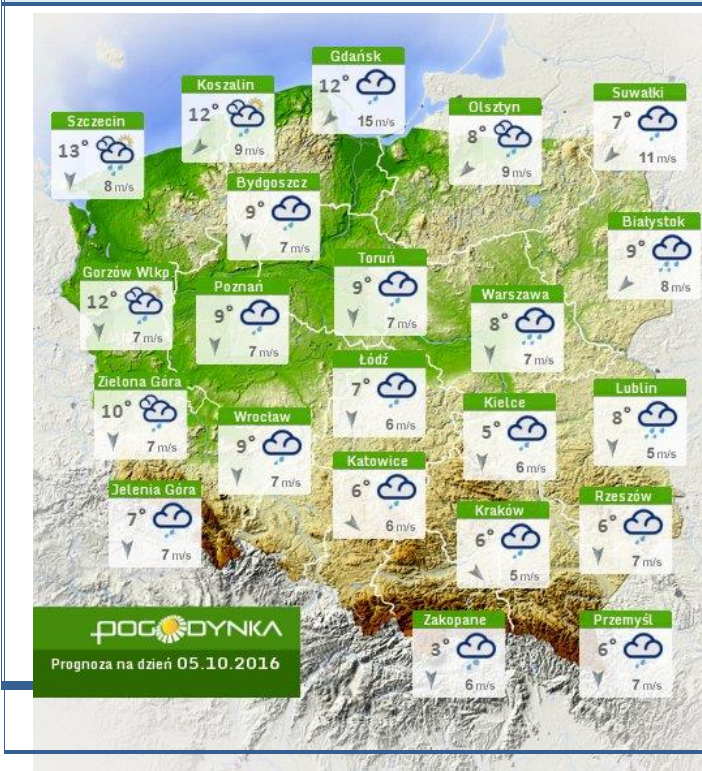 Gdańsk
12°
15 m/s
Koszalin
12°
9 m/s
Suwałki
7°
11 m/s
Olsztyn
8°
9 m/s
Szczecin
13°
8 m/s
Bydgoszcz
9°
7 m/s
Białystok
9°
8 m/s
Toruń
9°
7 m/s
Gorzów Wlkp
12°
7 m/s
Poznań
9°
7 m/s
Warszawa
8°
7 m/s
Łódź
7°
6 m/s
Zielona Góra
10°
7 m/s
Lublin
8°
5 m/s
Kielce
5°
6 m/s
Wrocław
9°
7 m/s
Katowice
6°
6 m/s
Jelenia Góra
7°
7 m/s
Rzeszów
6°
7 m/s
Kraków
6°
5 m/s
Zakopane
3°
6 m/s
Przemyśl
6°
7 m/s
POGODYNKA
Prognoza na dzień 05.10.2016